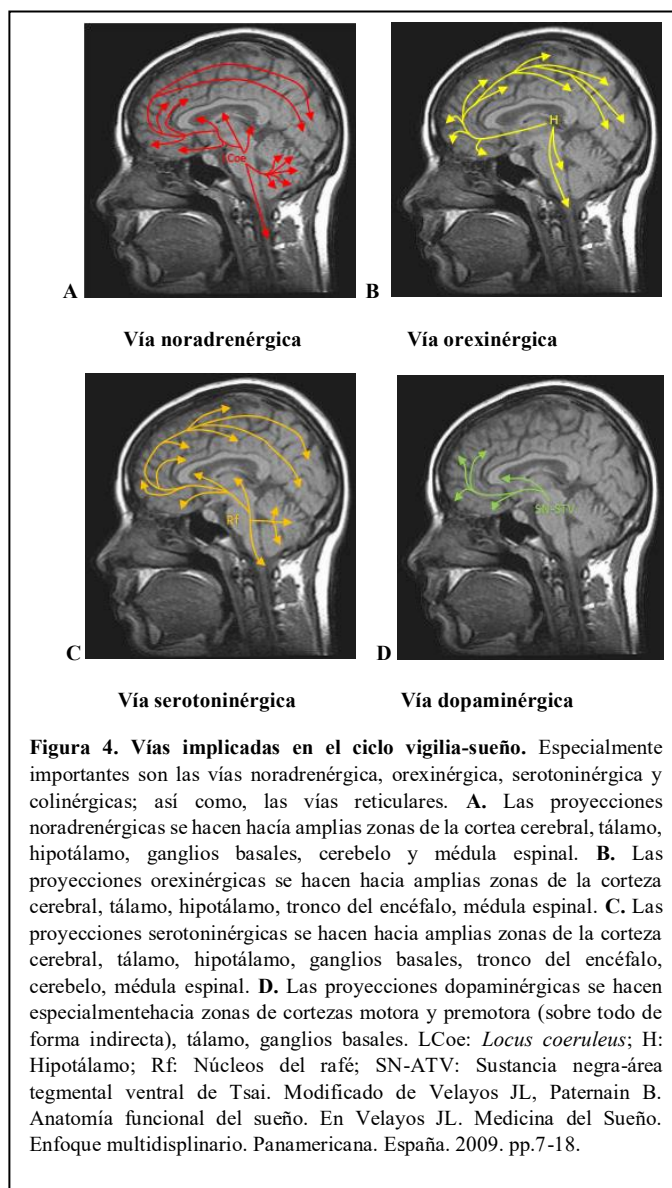 LCoe
H
A
B
Vía noradrenérgica
Vía orexinérgica
Rf
SN-STV
C
D
Vía serotoninérgica
Vía dopaminérgica
Figura 4. Vías implicadas en el ciclo vigilia-sueño. Especialmente
importantes son las vías noradrenérgica, orexinérgica, serotoninérgica y
colinérgicas; así como, las vías reticulares. A. Las proyecciones
noradrenérgicas se hacen hacía amplias zonas de la cortea cerebral, tálamo,
hipotálamo, ganglios basales, cerebelo y médula espinal. B. Las
proyecciones orexinérgicas se hacen hacia amplias zonas de la corteza
cerebral, tálamo, hipotálamo, tronco del encéfalo, médula espinal. C. Las
proyecciones serotoninérgicas se hacen hacia amplias zonas de la corteza
cerebral, tálamo, hipotálamo, ganglios basales, tronco del encéfalo,
cerebelo, médula espinal. D. Las proyecciones dopaminérgicas se hacen
especialmentehacia zonas de cortezas motora y premotora (sobre todo de
forma indirecta), tálamo, ganglios basales. LCoe: Locus coeruleus; H:
Hipotálamo; Rf: Núcleos del rafé; SN-ATV: Sustancia negra-área
tegmental ventral de Tsai. Modificado de Velayos JL, Paternain B.
Anatomía funcional del sueño. En Velayos JL. Medicina del Sueño.
Enfoque multidisplinario. Panamericana. España. 2009. pp.7-18.